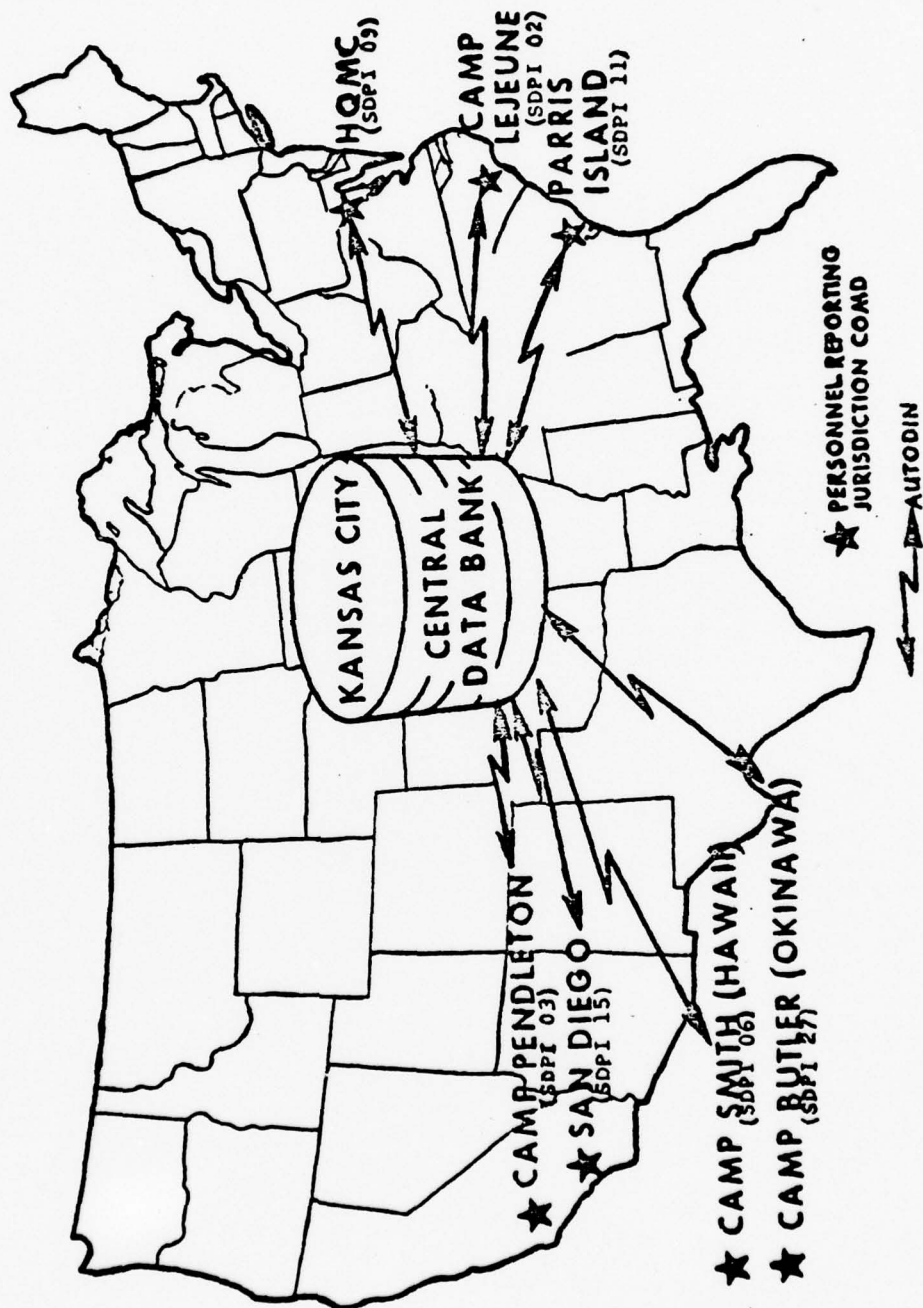 KANSAS CITY
CENTRAL
DATA BANK
HQMC
(SDPI 09)
CAMP
LEJEUNE
(SDPI 02)
PARRIS
ISLAND
(SDPI 11)
CAMP PENDLETON
(SDPI 03)
SAN DIEGO
(SDPI 15)
CAMP SMITH (HAWAII)
(SDPI 06)
CAMP BUTLER (OKINAWA)
(SDPI 27)
PERSONNEL REPORTING
JURISDICTION COMD
AUTODIN